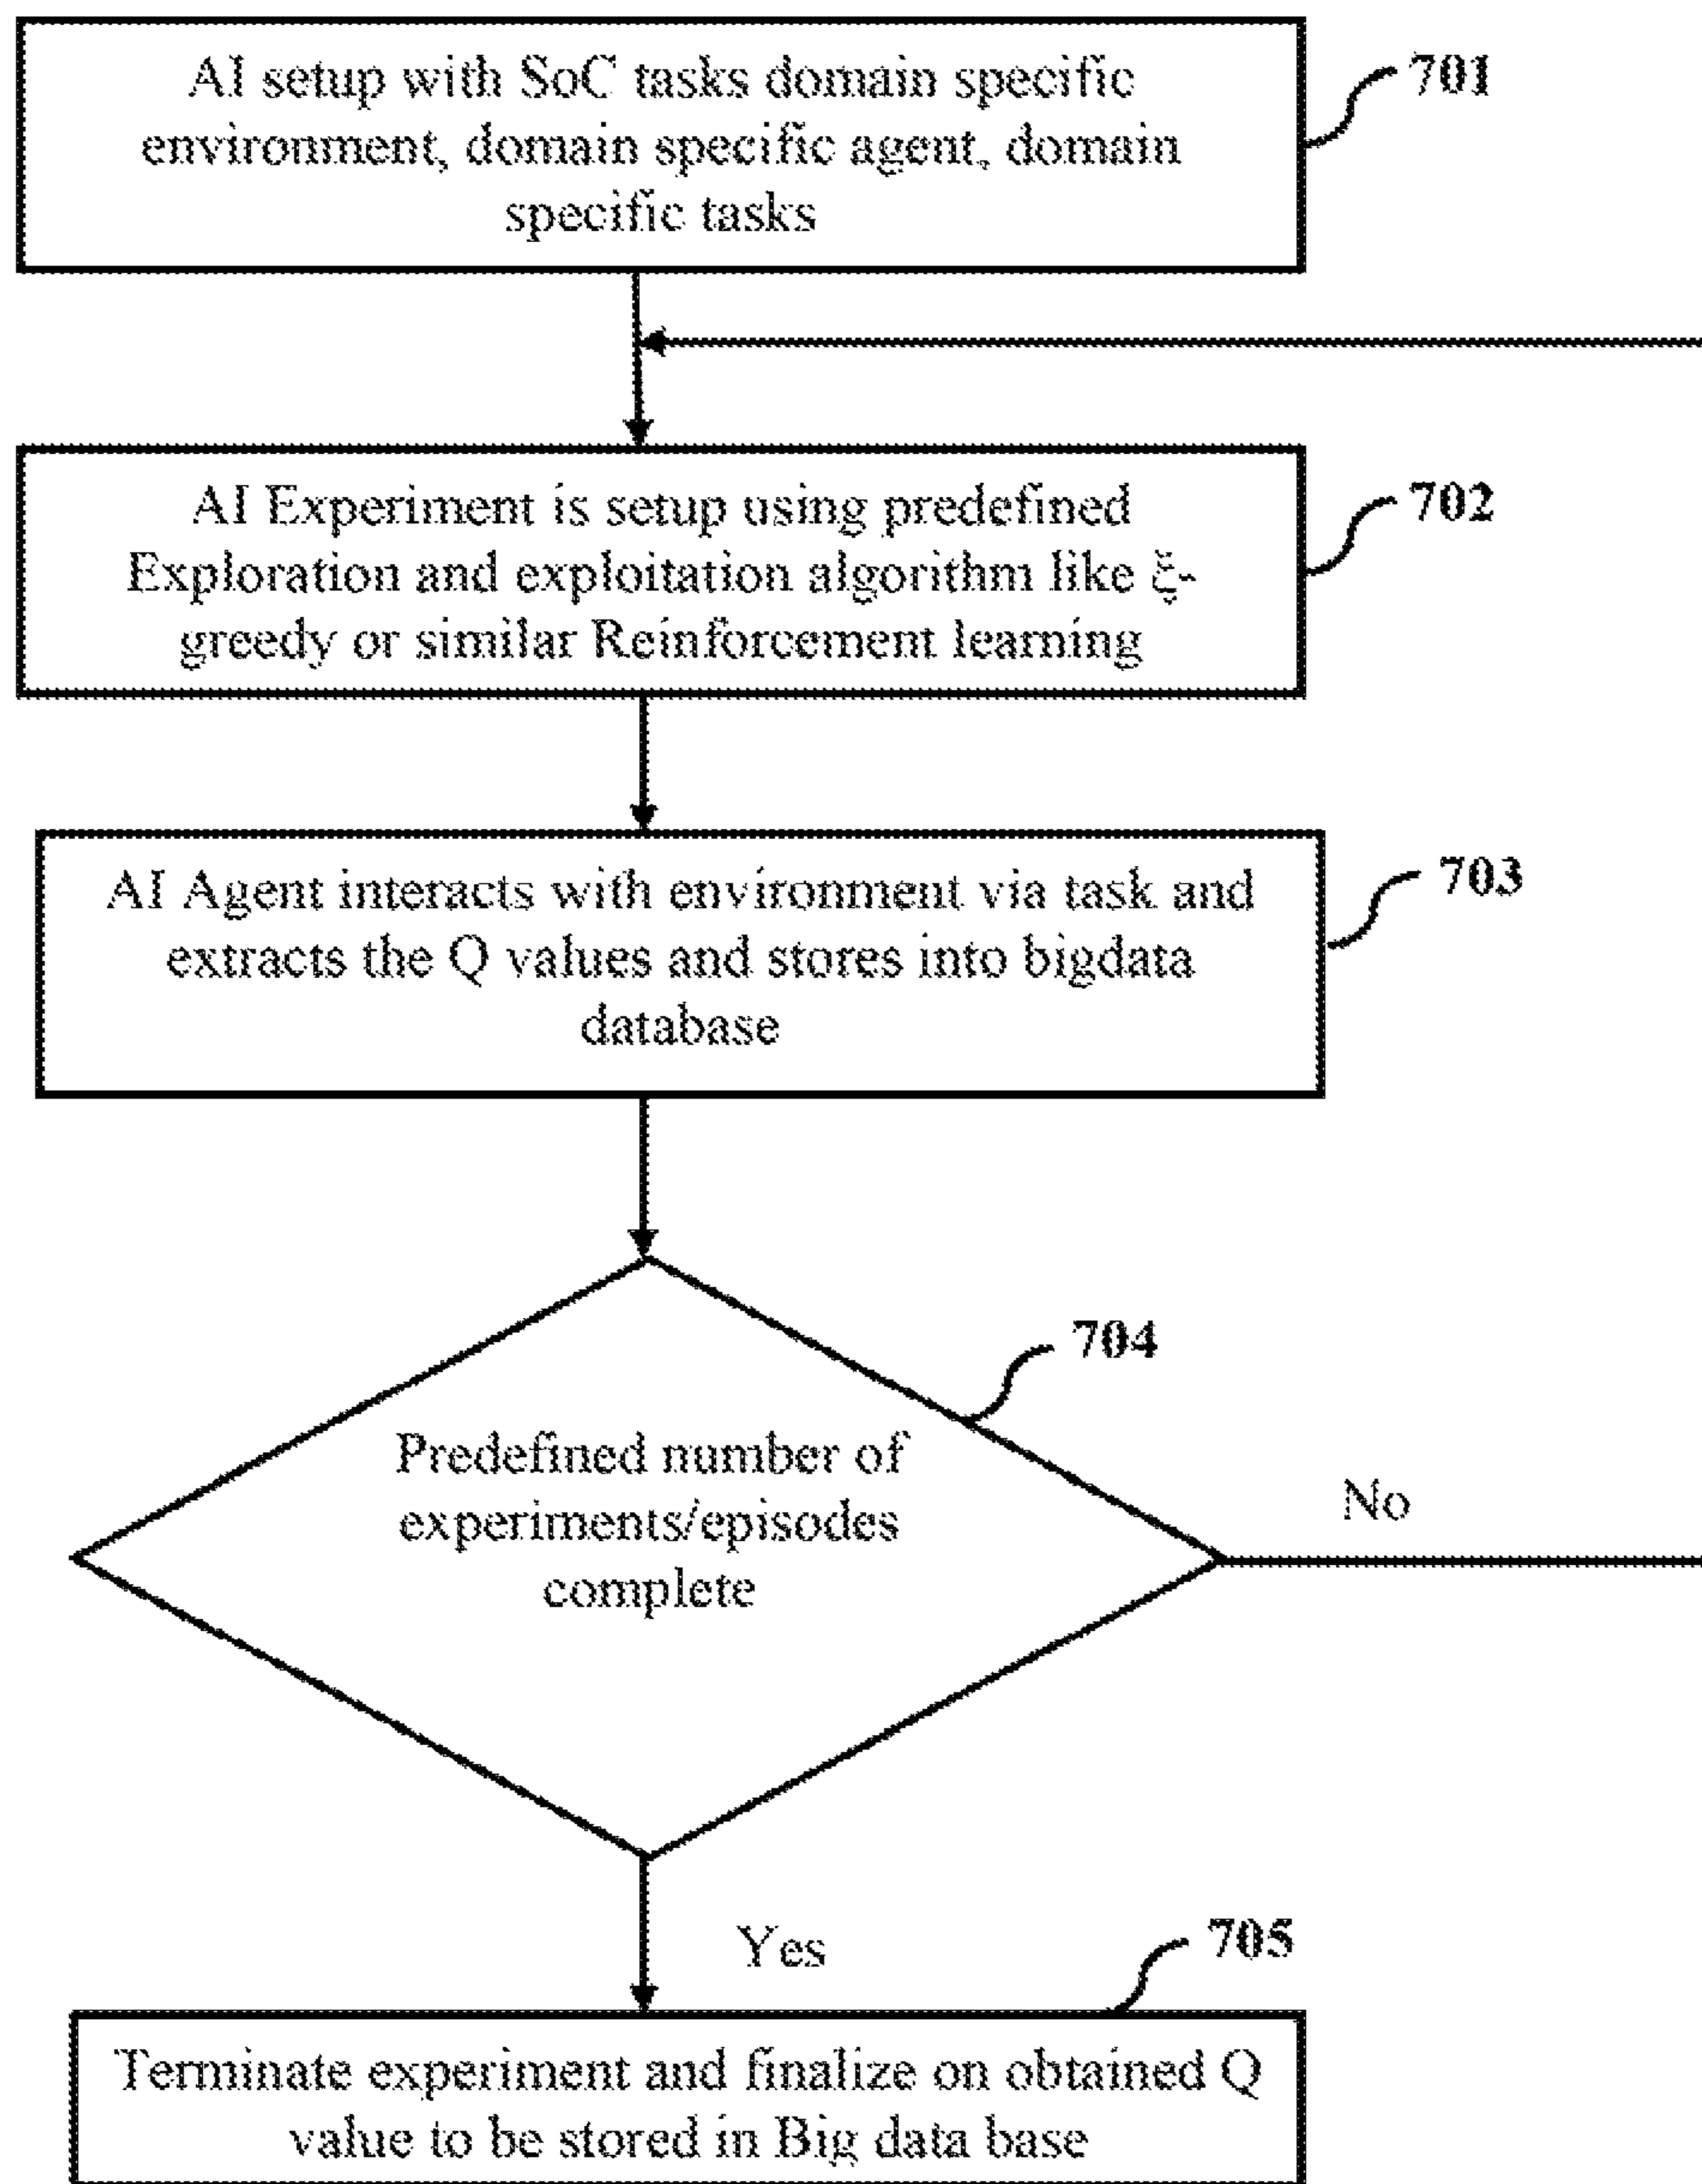 AI setup with SoC tasks domain specific
environment, domain specific agent, domain
specific tasks
701
AI Experiment is setup using predefined
Exploration and exploitation algorithm like ξ-
greedy or similar Reinforcement learning
702
AI Agent interacts with environment via task and
extracts the Q values and stores into bigdata
database
703
704
Predefined number of
experiments/episodes
complete
No
Yes
705
Terminate experiment and finalize on obtained Q
value to be stored in Big data base